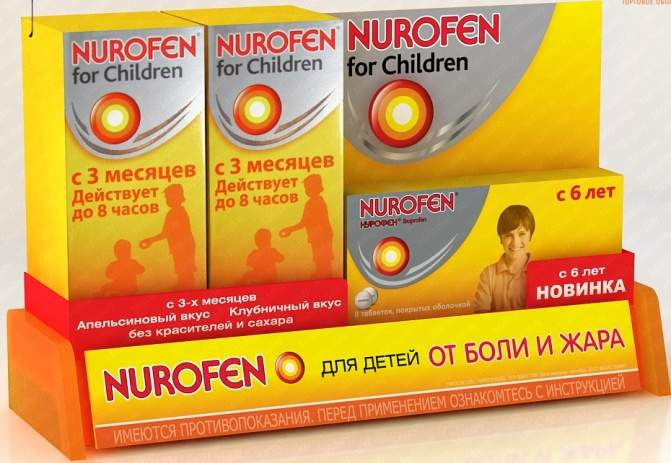 NUROFEN
for Children
с 3 месяцев
Действует
до 8 часов
NUROFEN
for Children
с 3 месяцев
Действует
до 8 часов
NUROFEN
for Children
NUROFEN
НУРОФЕН® Ibuprofen
с 6 лет
8 таблеток, покрытых оболочкой
с 3-х месяцев
Апельсиновый вкус Клубничный вкус
без красителей и сахара
с 6 лет
НОВИНКА
NUROFEN ДЛЯ ДЕТЕЙ ОТ БОЛИ И ЖАРА
ИМЕЮТСЯ ПРОТИВОПОКАЗАНИЯ. ПЕРЕД ПРИМЕНЕНИЕМ ОЗНАКОМЬТЕСЬ С ИНСТРУКЦИЕЙ